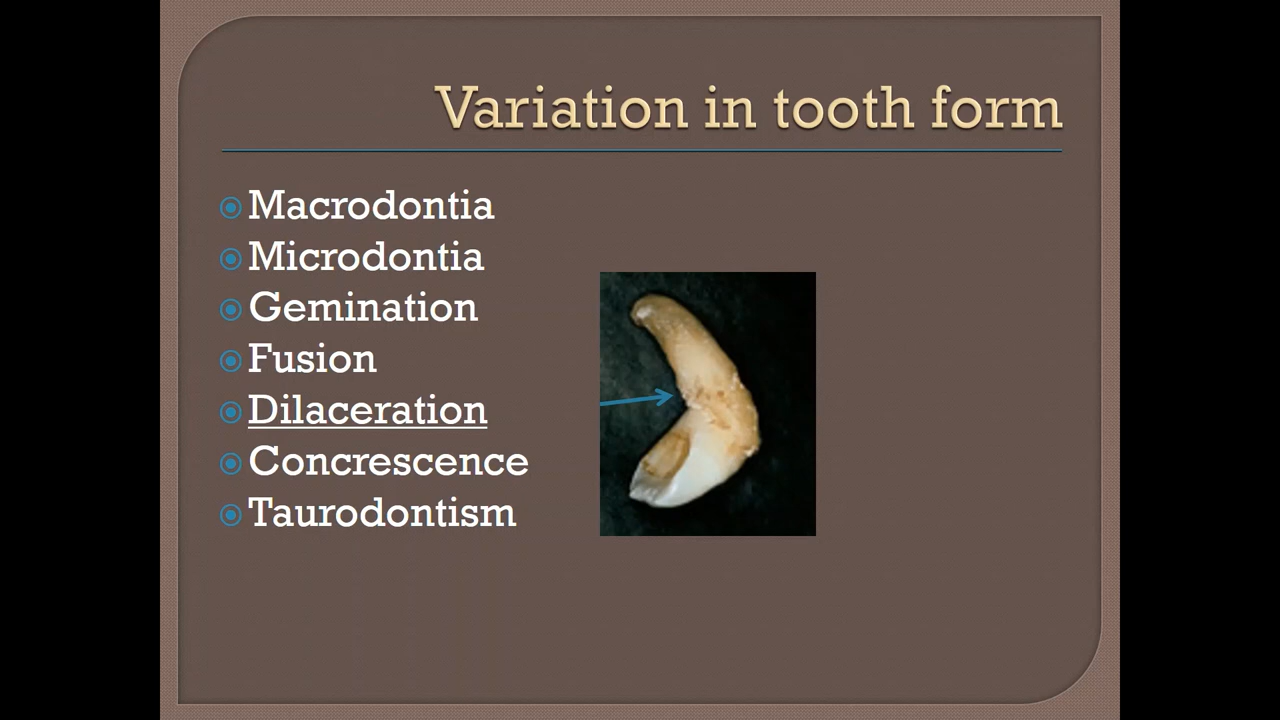 Variation in tooth form
Macrodontia
Microdontia
Gemination
Fusion
Dilaceration
Concrescence
Taurodontism